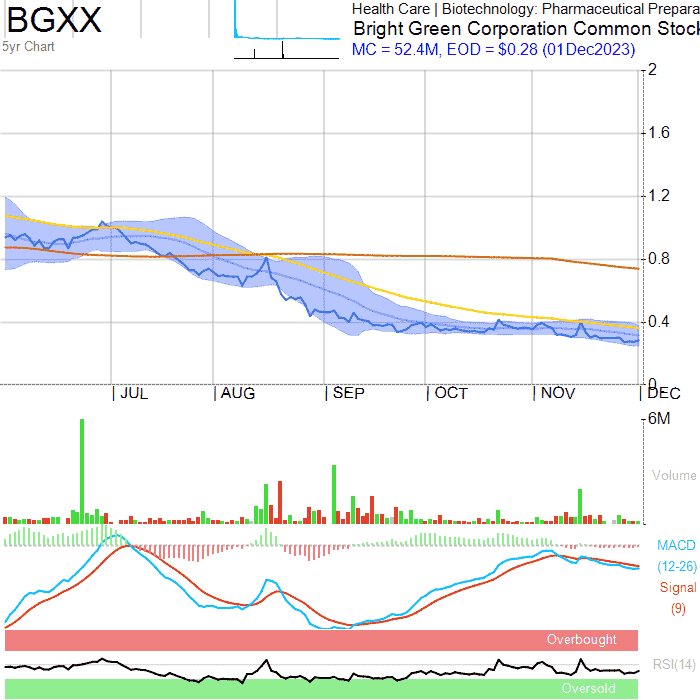 BGXX
5yr Chart
Health Care | Biotechnology: Pharmaceutical Prepara
Bright Green Corporation Common Stock
MC = 52.4M, EOD = $0.28 (01Dec2023)
2
1.6
1.2
0.8
0.4
0
JUL AUG SEP OCT NOV DEC
6M
Volume
MACD
(12-26)
Signal
(9)
Overbought
RSI(14)
Oversold